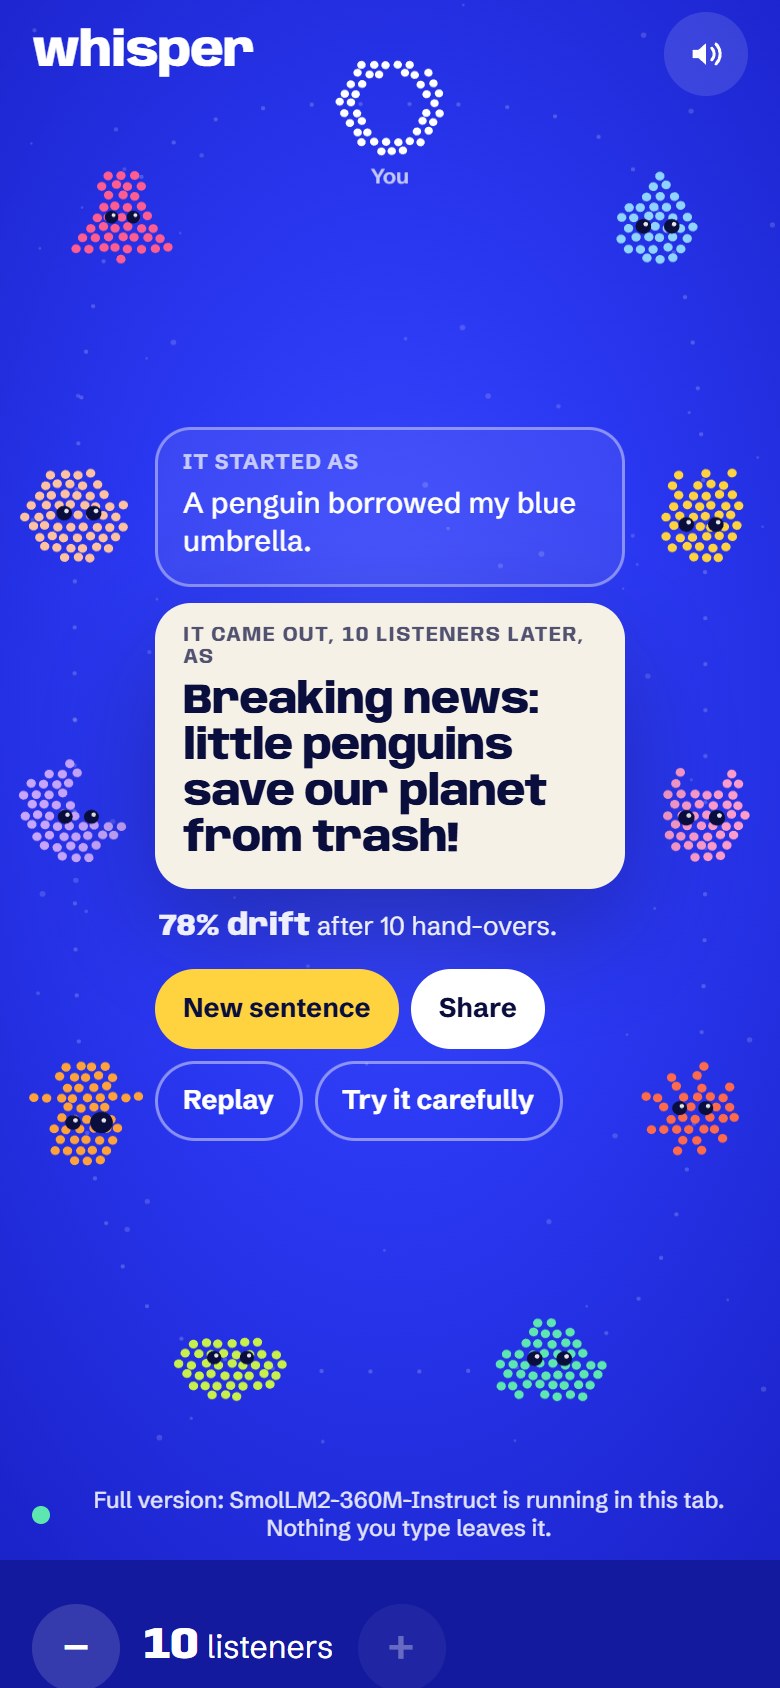 whisper
You
IT STARTED AS
A penguin borrowed my blue
umbrella.
IT CAME OUT, 10 LISTENERS LATER,
AS
Breaking news:
little penguins
save our planet
from trash!
78% drift after 10 hand-overs.
New sentence
Share
Replay
Try it carefully
Full version: SmolLM2-360M-Instruct is running in this tab.
Nothing you type leaves it.
− 10 listeners +